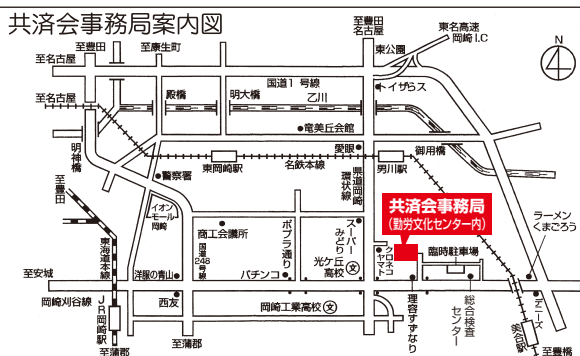 共済会事務局案内図
至豊田
至康生町
至豊田
名古屋
東名高速
岡崎I.C
N
至名古屋
東公園
国道1号線
トイザらス
至名古屋
殿橋
明大橋
乙川
竜美丘会館
明神橋
愛眼
御用橋
東岡崎駅
名鉄本線
男川駅
至豊田
警察署
県道岡崎
環状線
共済会事務局
(勤労文化センター内)
イオン
モール
岡崎
商工会議所
国道
248
号線
ポプラ通り
スーパー
みどり
光ケ丘
高校
文
クロネコ
ヤマト
臨時駐車場
ラーメン
くまごろう
東海道本線
至安城
洋服の青山
パチンコ
岡崎刈谷線
JR岡崎駅
西友
岡崎工業高校
文
理容すずなり
総合検査
センター
美合駅
デニーズ
至蒲郡
至蒲郡
至豊橋